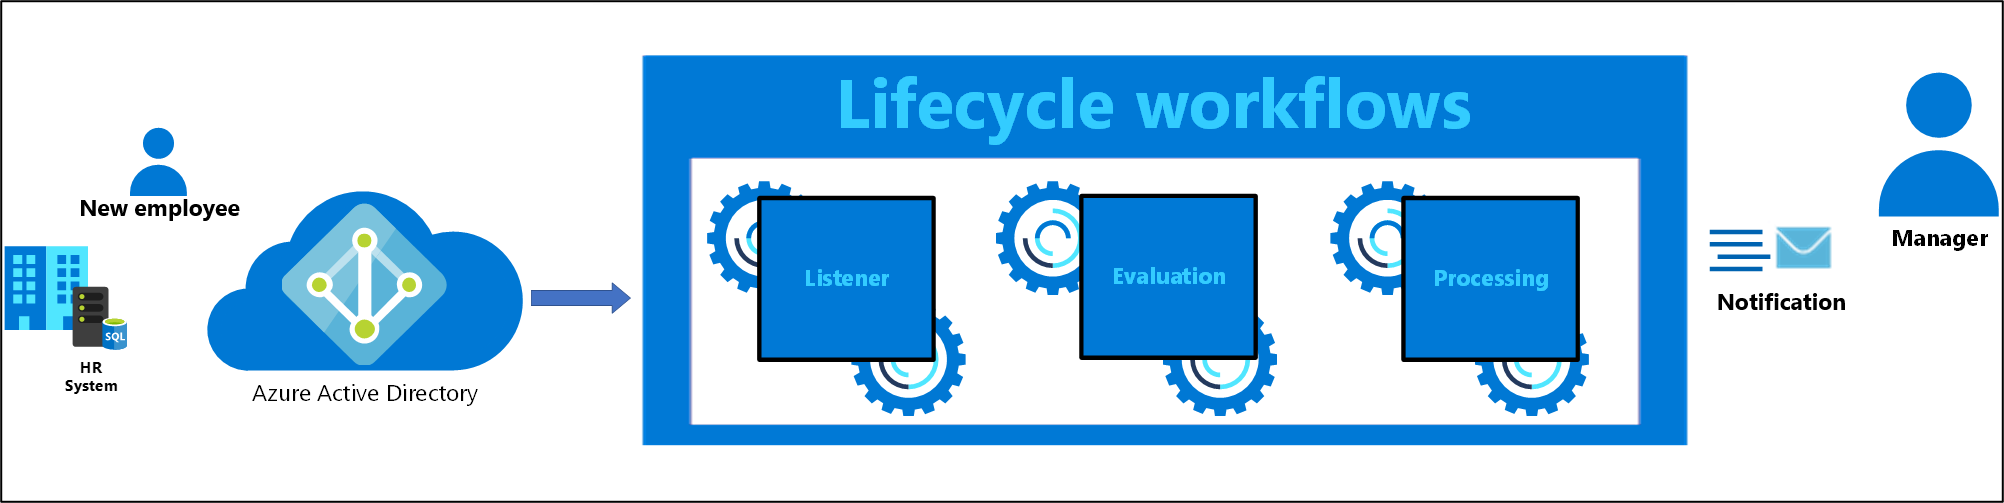 New employee
SQL
HR
System
Azure Active Directory
Lifecycle workflows
Listener
Evaluation
Processing
Notification
Manager